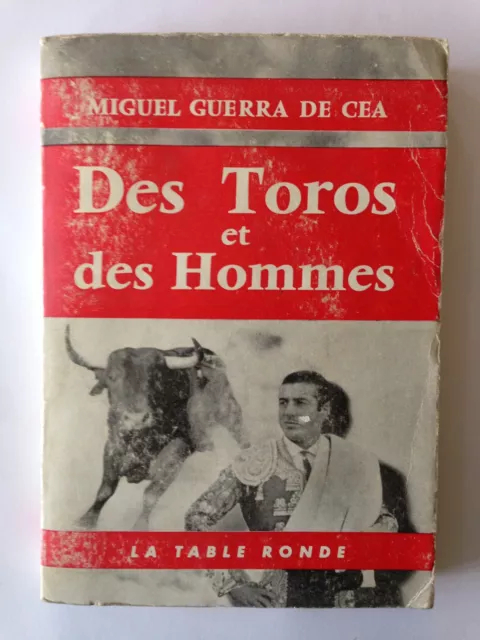 MIGUEL GUERRA DE CEA
Des Toros
et
des Hommes
LA TABLE RONDE